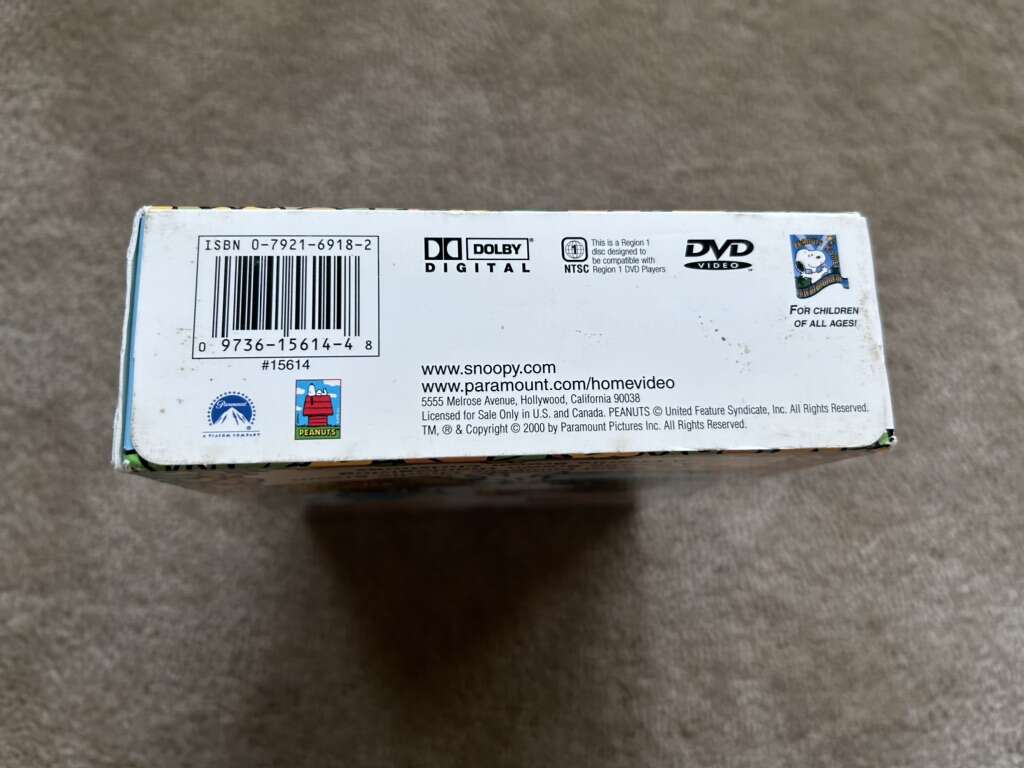 ISBN 0-7921-6918-2
0 9736-15614-4 8
#15614
Paramount
A VIACOM COMPANY
PEANUTS
DOLBY®
DIGITAL
1
NTSC
This is a Region 1
disc designed to
be compatible with
Region 1 DVD Players
DVD
VIDEO™
FOR CHILDREN
OF ALL AGES!
www.snoopy.com
www.paramount.com/homevideo
5555 Melrose Avenue, Hollywood, California 90038
Licensed for Sale Only in U.S. and Canada. PEANUTS © United Feature Syndicate, Inc. All Rights Reserved.
TM, ® & Copyright © 2000 by Paramount Pictures Inc. All Rights Reserved.